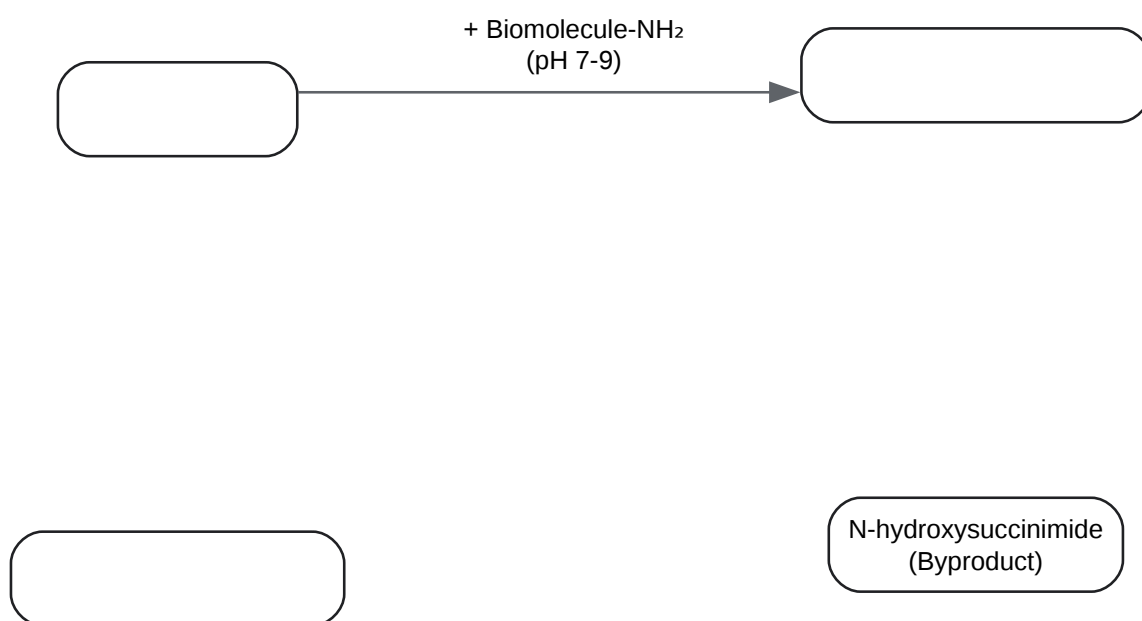 + Biomolecule-NH₂
(pH 7-9)
N-hydroxysuccinimide
(Byproduct)